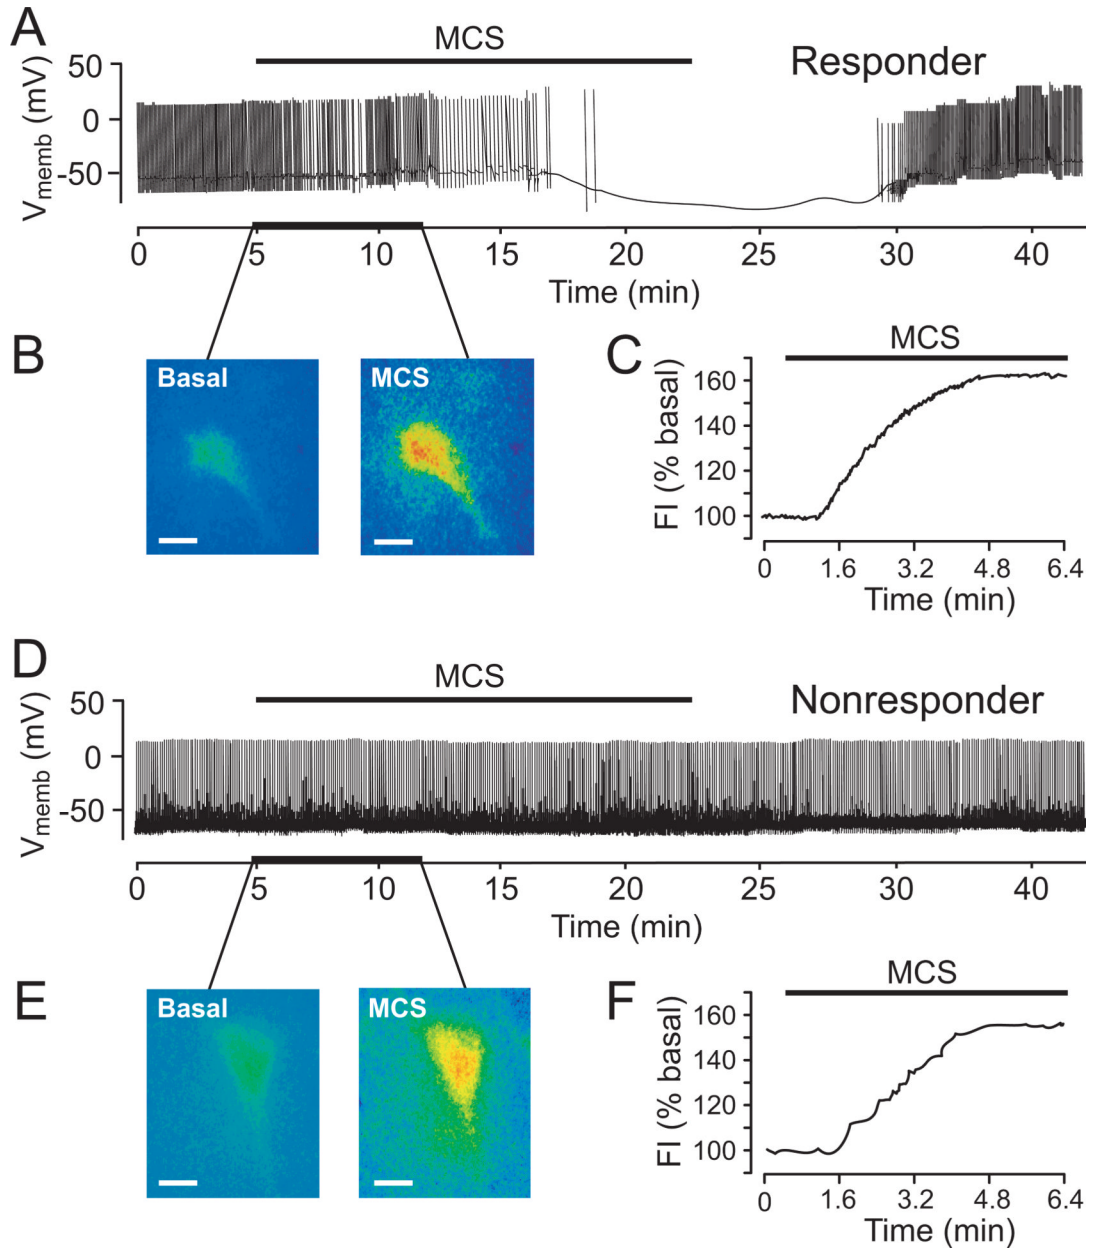 A
MCS
Responder
V_memb (mV)
50
0
-50
0 5 10 15 20 25 30 40
Time (min)
B
Basal
MCS
C
MCS
FI (% basal)
160
140
120
100
0 1.6 3.2 4.8 6.4
Time (min)
D
MCS
Nonresponder
V_memb (mV)
50
0
-50
0 5 10 15 20 25 30 40
Time (min)
E
Basal
MCS
F
MCS
FI (% basal)
160
140
120
100
0 1.6 3.2 4.8 6.4
Time (min)